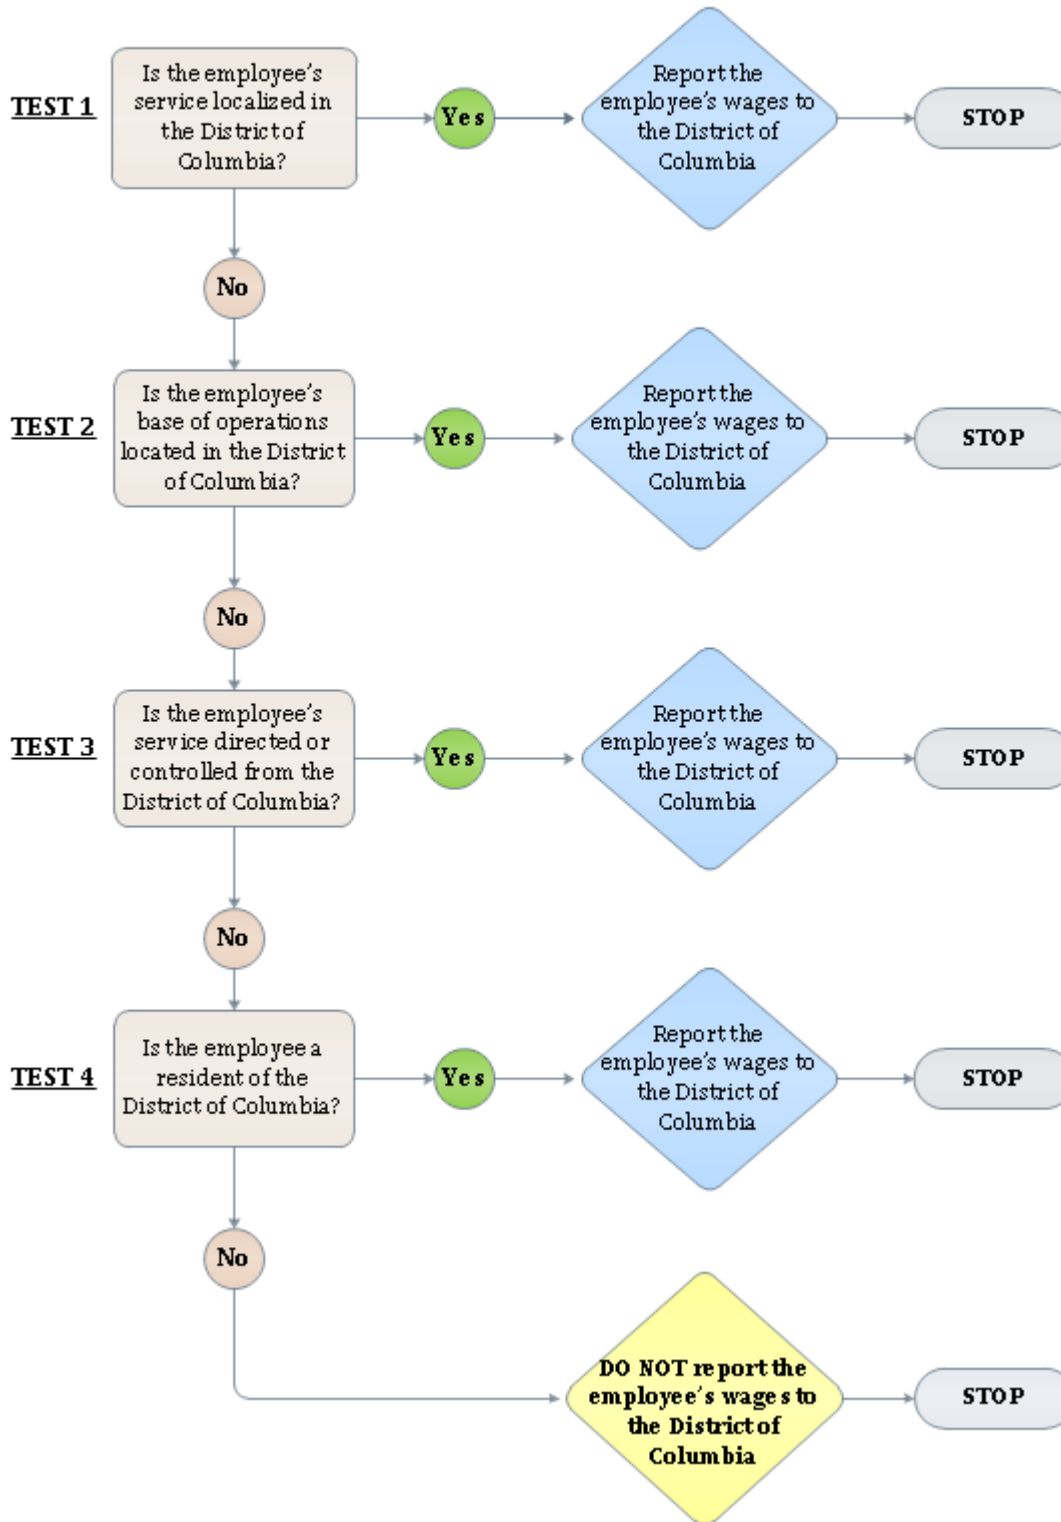 TEST 1
Is the employee's
service localized in
the District of
Columbia?
Yes
Report the
employee's wages to
the District of
Columbia
STOP
No
TEST 2
Is the employee's
base of operations
located in the District
of Columbia?
Yes
Report the
employee's wages to
the District of
Columbia
STOP
No
TEST 3
Is the employee's
service directed or
controlled from the
District of Columbia?
Yes
Report the
employee's wages to
the District of
Columbia
STOP
No
TEST 4
Is the employee a
resident of the
District of Columbia?
Yes
Report the
employee's wages to
the District of
Columbia
STOP
No
DO NOT report the
employee's wages to
the District of
Columbia
STOP